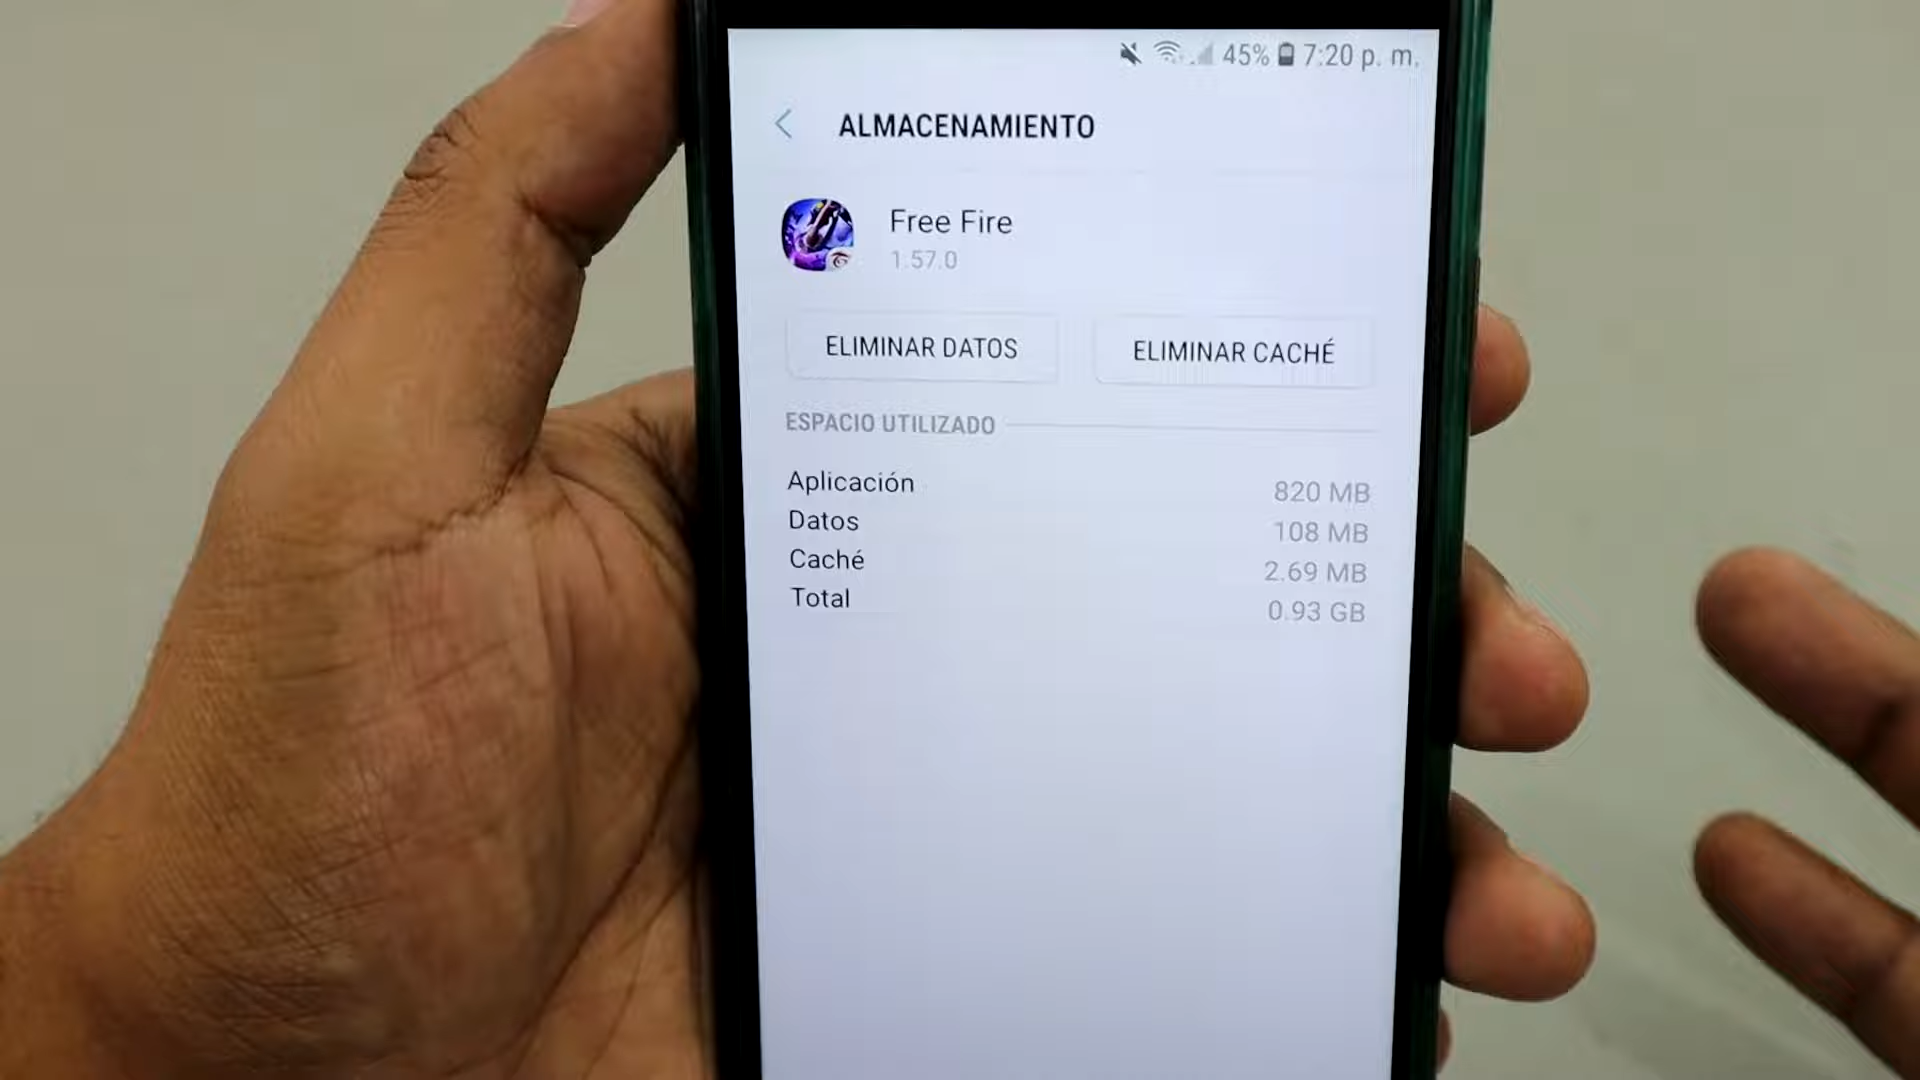 45% 7:20 p. m.
ALMACENAMIENTO
Free Fire
1.57.0
ELIMINAR DATOS ELIMINAR CACHÉ
ESPACIO UTILIZADO
Aplicación 820 MB
Datos 108 MB
Caché 2.69 MB
Total 0.93 GB